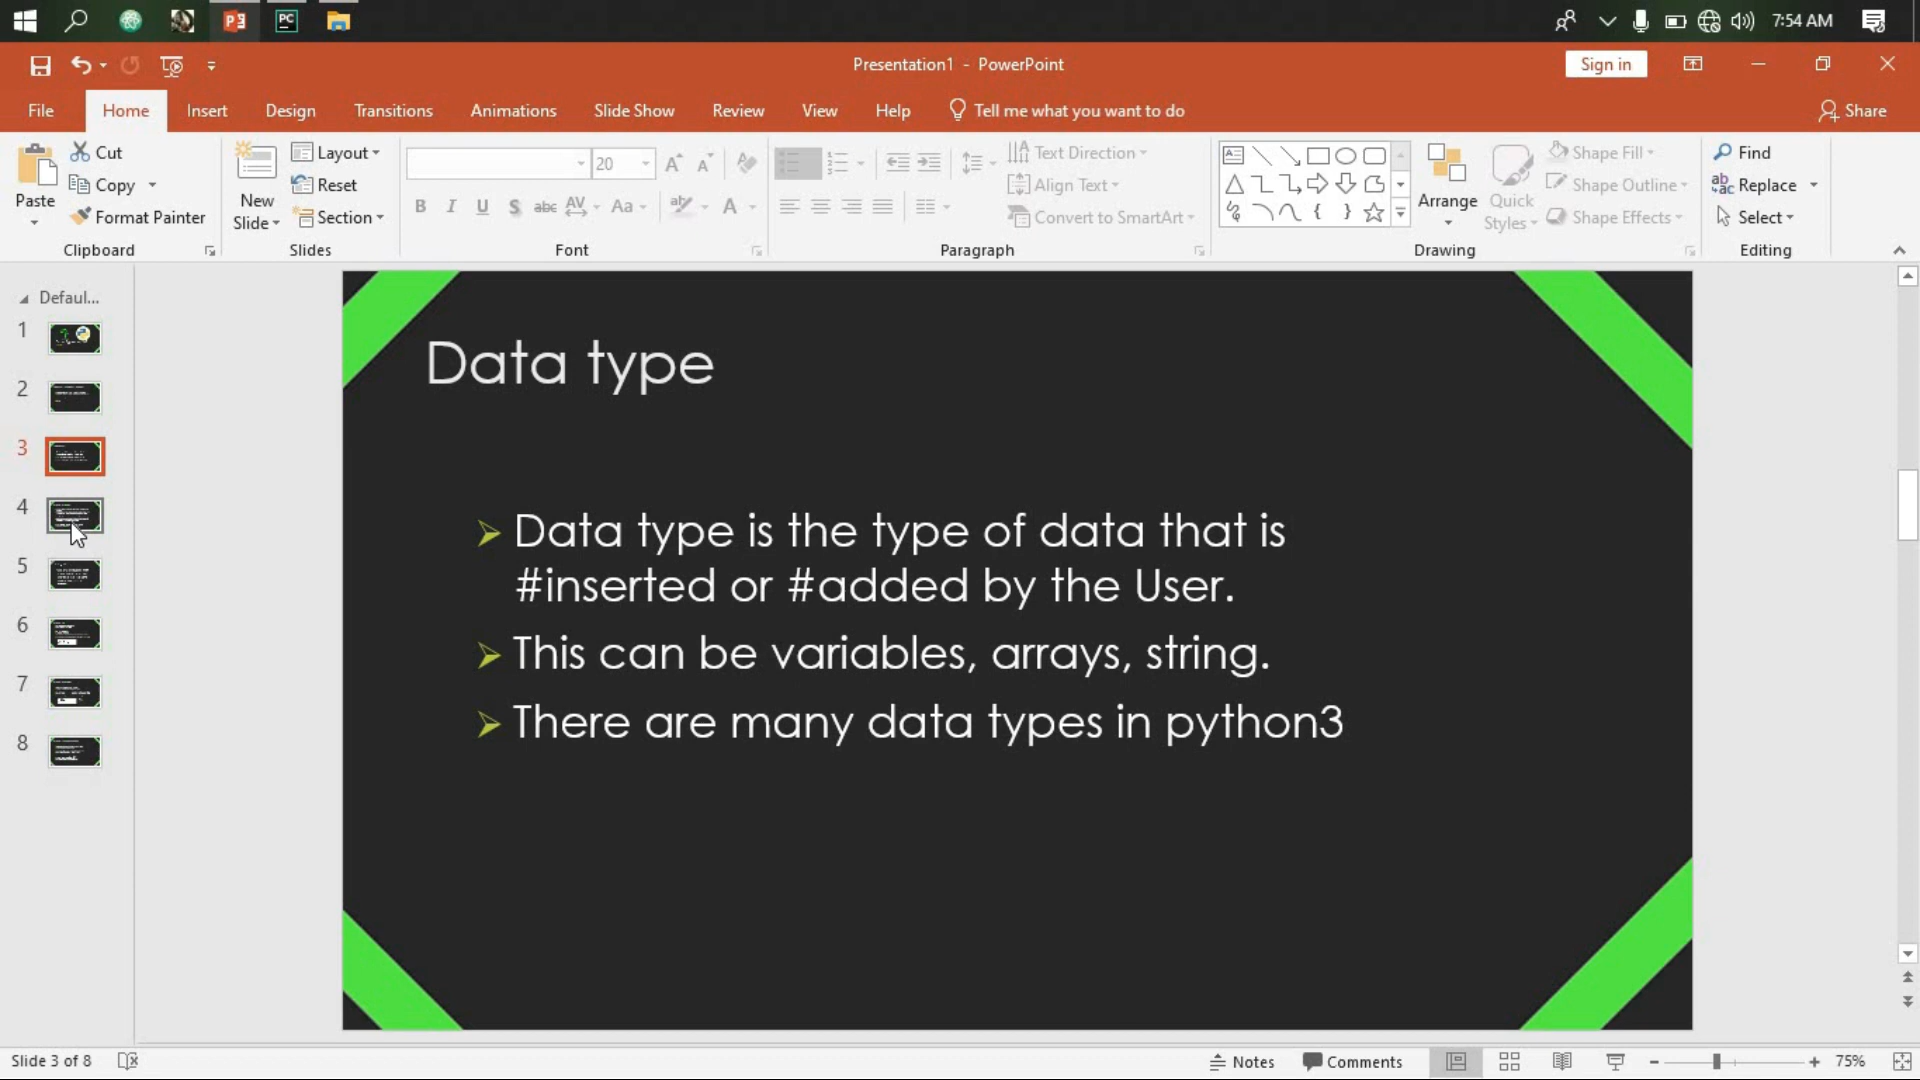 7:54 AM
Presentation1 - PowerPoint
Sign in
File
Home
Insert
Design
Transitions
Animations
Slide Show
Review
View
Help
Tell me what you want to do
Share
Paste
Cut
Copy
Format Painter
Clipboard
New
Slide
Layout
Reset
Section
Slides
20
B I U S abc AV Aa A
Font
Text Direction
Align Text
Convert to SmartArt
Paragraph
Arrange
Quick
Styles
Shape Fill
Shape Outline
Shape Effects
Drawing
Find
Replace
Select
Editing
Defaul...
1
2
3
4
5
6
7
8
Data type
Data type is the type of data that is
#inserted or #added by the User.
This can be variables, arrays, string.
There are many data types in python3
Slide 3 of 8
Notes
Comments
75%